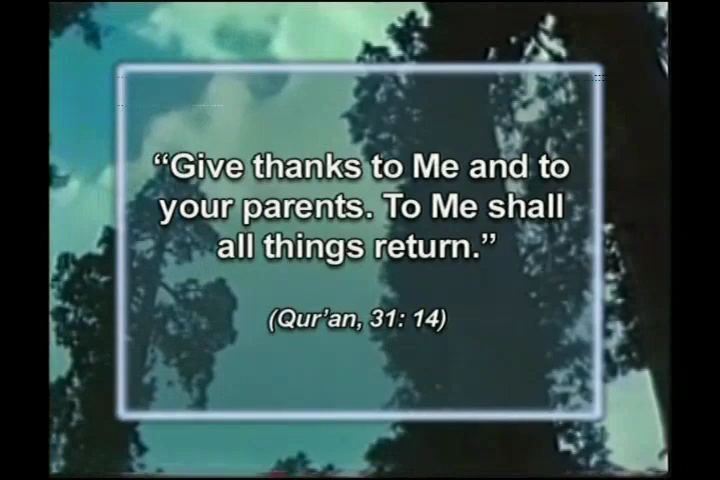 “Give thanks to Me and to
your parents. To Me shall
all things return.”
(Qur’an, 31: 14)